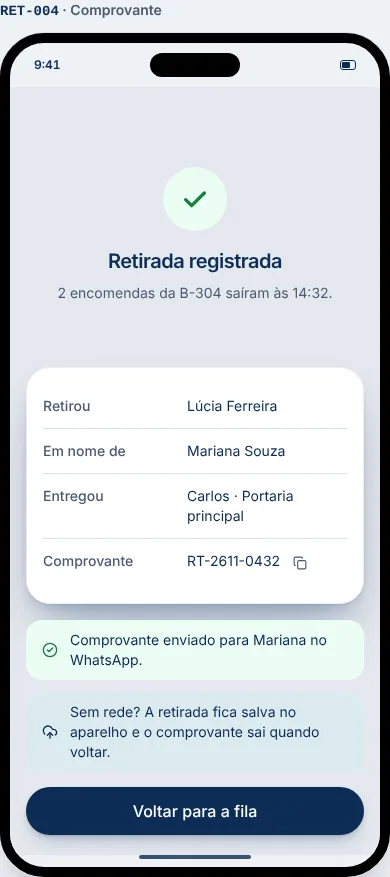 RET-004 · Comprovante
9:41
Retirada registrada
2 encomendas da B-304 saíram às 14:32.
Retirou Lúcia Ferreira
Em nome de Mariana Souza
Entregou Carlos · Portaria
principal
Comprovante RT-2611-0432
Comprovante enviado para Mariana no
WhatsApp.
Sem rede? A retirada fica salva no
aparelho e o comprovante sai quando
voltar.
Voltar para a fila